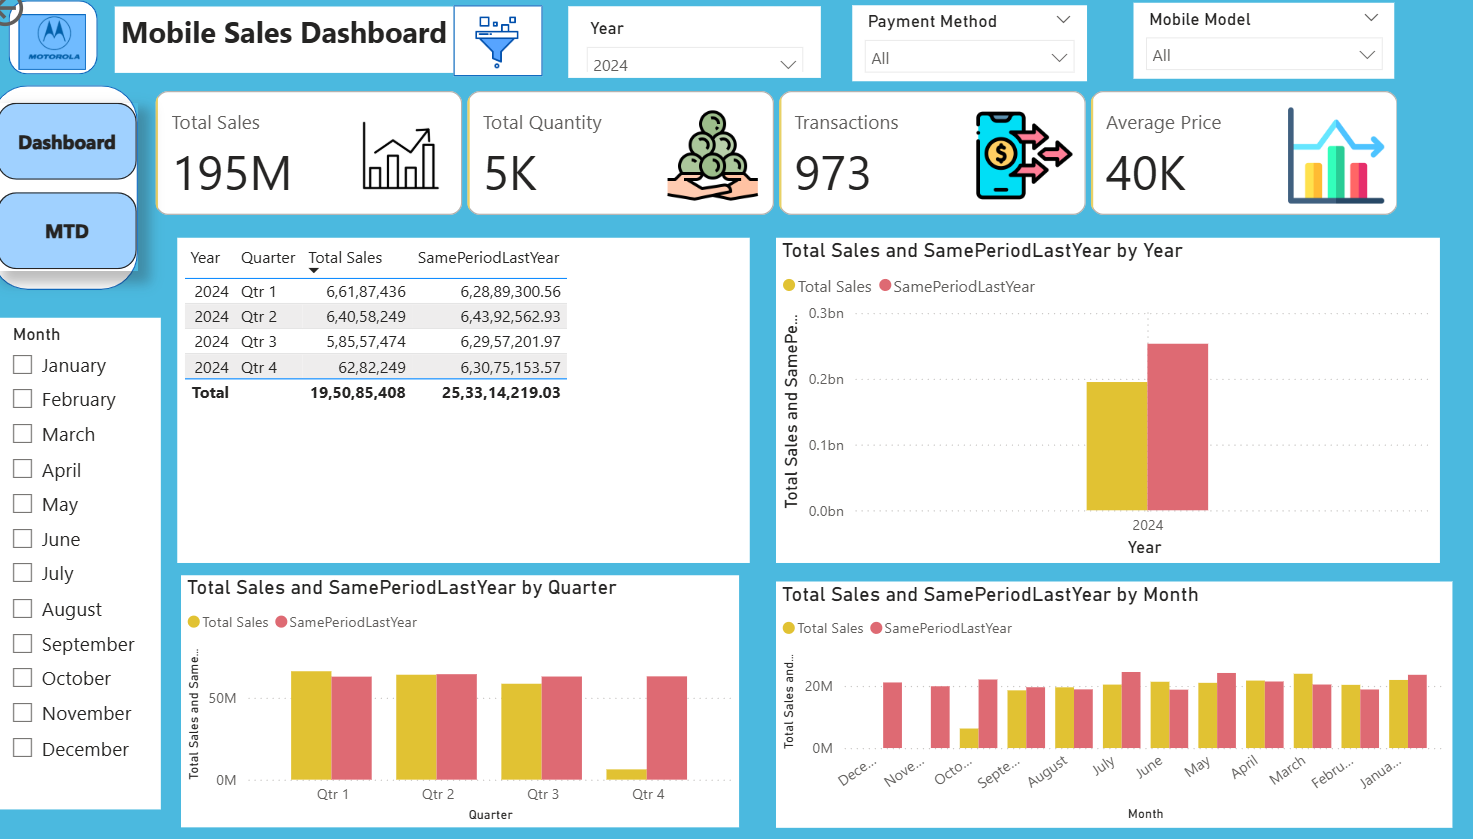 MOTOROLA
Mobile Sales Dashboard
Year
2024
Payment Method
All
Mobile Model
All
Dashboard
MTD
Total Sales
195M
Total Quantity
5K
Transactions
973
$
Average Price
40K
Month
January
February
March
April
May
June
July
August
September
October
November
December
Year Quarter Total Sales SamePeriodLastYear
2024 Qtr 1 6,61,87,436 6,28,89,300.56
2024 Qtr 2 6,40,58,249 6,43,92,562.93
2024 Qtr 3 5,85,57,474 6,29,57,201.97
2024 Qtr 4 62,82,249 6,30,75,153.57
Total 19,50,85,408 25,33,14,219.03
Total Sales and SamePeriodLastYear by Year
Total Sales SamePeriodLastYear
Total Sales and SamePe...
0.3bn
0.2bn
0.1bn
0.0bn
2024
Year
Total Sales and SamePeriodLastYear by Quarter
Total Sales SamePeriodLastYear
Total Sales and Same...
50M
0M
Qtr 1 Qtr 2 Qtr 3 Qtr 4
Quarter
Total Sales and SamePeriodLastYear by Month
Total Sales SamePeriodLastYear
Total Sales and...
20M
0M
Dece... Nove... Octo... Septe... August July June May April March Febru... Janua...
Month